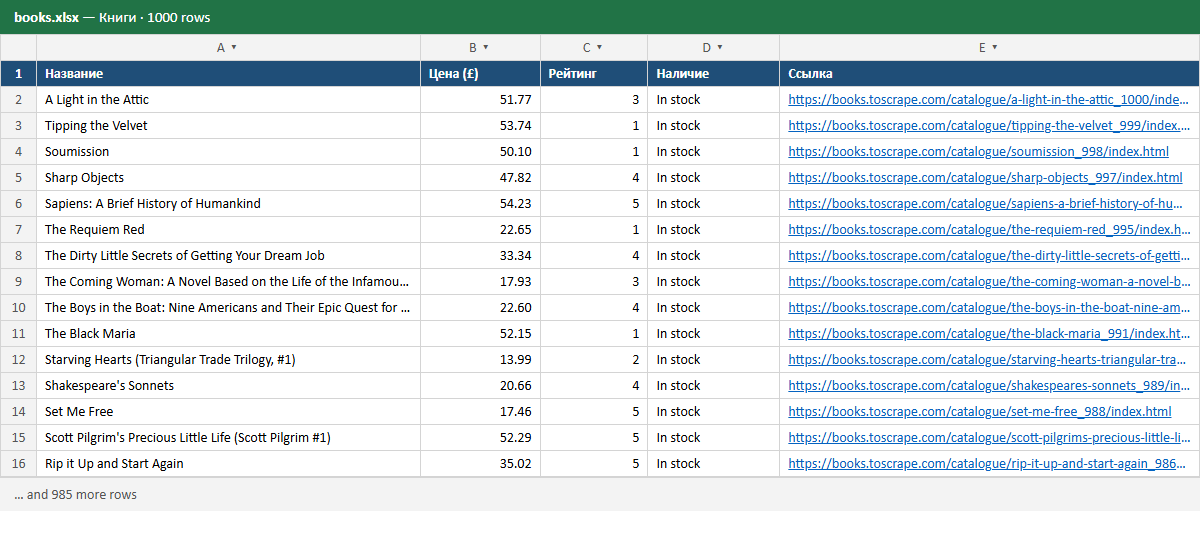 books.xlsx — Книги · 1000 rows
A ▼ B ▼ C ▼ D ▼ E ▼
1 Название Цена (£) Рейтинг Наличие Ссылка
2 A Light in the Attic 51.77 3 In stock https://books.toscrape.com/catalogue/a-light-in-the-attic_1000/inde...
3 Tipping the Velvet 53.74 1 In stock https://books.toscrape.com/catalogue/tipping-the-velvet_999/index....
4 Soumission 50.10 1 In stock https://books.toscrape.com/catalogue/soumission_998/index.html
5 Sharp Objects 47.82 4 In stock https://books.toscrape.com/catalogue/sharp-objects_997/index.html
6 Sapiens: A Brief History of Humankind 54.23 5 In stock https://books.toscrape.com/catalogue/sapiens-a-brief-history-of-hu...
7 The Requiem Red 22.65 1 In stock https://books.toscrape.com/catalogue/the-requiem-red_995/index.h...
8 The Dirty Little Secrets of Getting Your Dream Job 33.34 4 In stock https://books.toscrape.com/catalogue/the-dirty-little-secrets-of-getti...
9 The Coming Woman: A Novel Based on the Life of the Infamou... 17.93 3 In stock https://books.toscrape.com/catalogue/the-coming-woman-a-novel-b...
10 The Boys in the Boat: Nine Americans and Their Epic Quest for ... 22.60 4 In stock https://books.toscrape.com/catalogue/the-boys-in-the-boat-nine-am...
11 The Black Maria 52.15 1 In stock https://books.toscrape.com/catalogue/the-black-maria_991/index.ht...
12 Starving Hearts (Triangular Trade Trilogy, #1) 13.99 2 In stock https://books.toscrape.com/catalogue/starving-hearts-triangular-tra...
13 Shakespeare's Sonnets 20.66 4 In stock https://books.toscrape.com/catalogue/shakespeares-sonnets_989/in...
14 Set Me Free 17.46 5 In stock https://books.toscrape.com/catalogue/set-me-free_988/index.html
15 Scott Pilgrim's Precious Little Life (Scott Pilgrim #1) 52.29 5 In stock https://books.toscrape.com/catalogue/scott-pilgrims-precious-little-li...
16 Rip it Up and Start Again 35.02 5 In stock https://books.toscrape.com/catalogue/rip-it-up-and-start-again_986...
... and 985 more rows